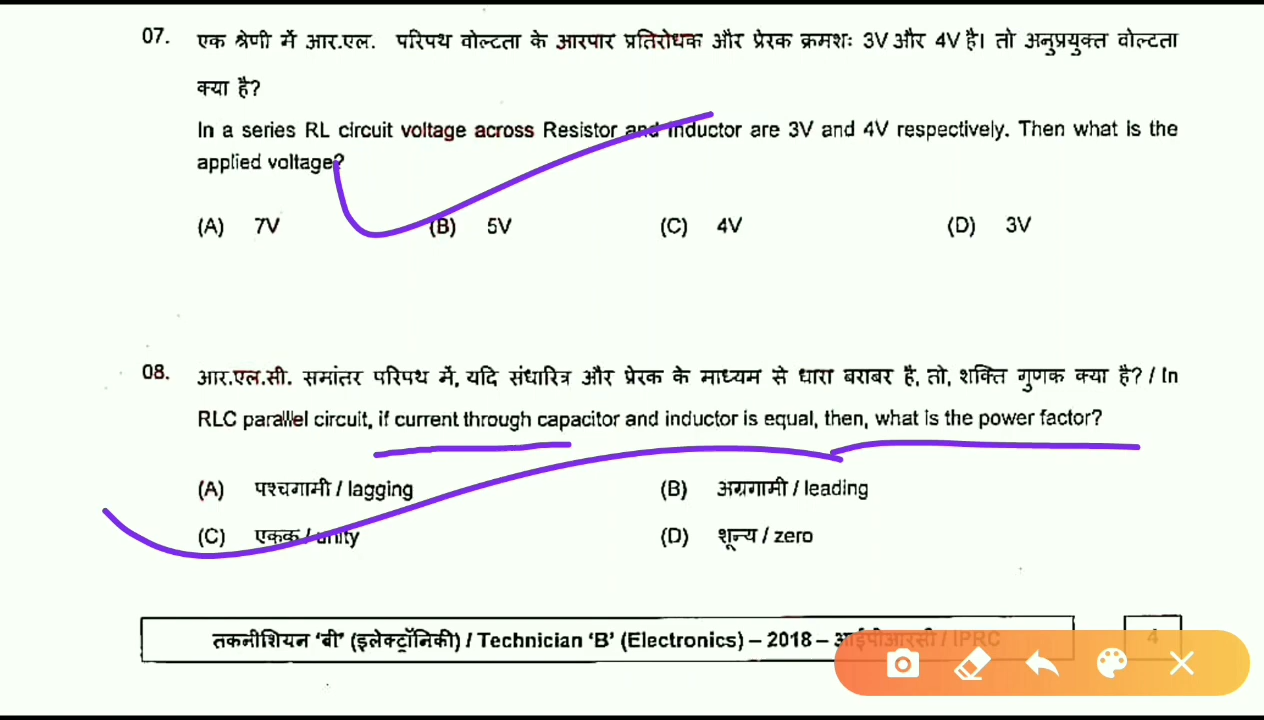 07. एक श्रेणी में आर.एल. परिपथ वोल्टता के आरपार प्रतिरोधक और प्रेरक क्रमशः 3V और 4V है। तो अनुप्रयुक्त वोल्टता
क्या है?
In a series RL circuit voltage across Resistor and Inductor are 3V and 4V respectively. Then what is the
applied voltage?
(A) 7V (B) 5V (C) 4V (D) 3V
08. आर.एल.सी. समांतर परिपथ में, यदि संधारित्र और प्रेरक के माध्यम से धारा बराबर है, तो, शक्ति गुणक क्या है? / In
RLC parallel circuit, if current through capacitor and inductor is equal, then, what is the power factor?
(A) पश्चगामी / lagging (B) अग्रगामी / leading
(C) एकक / unity (D) शून्य / zero
तकनीशियन ‘बी’ (इलेक्ट्रॉनिकी) / Technician ‘B’ (Electronics) – 2018 – आईपीआरसी / IPRC 4